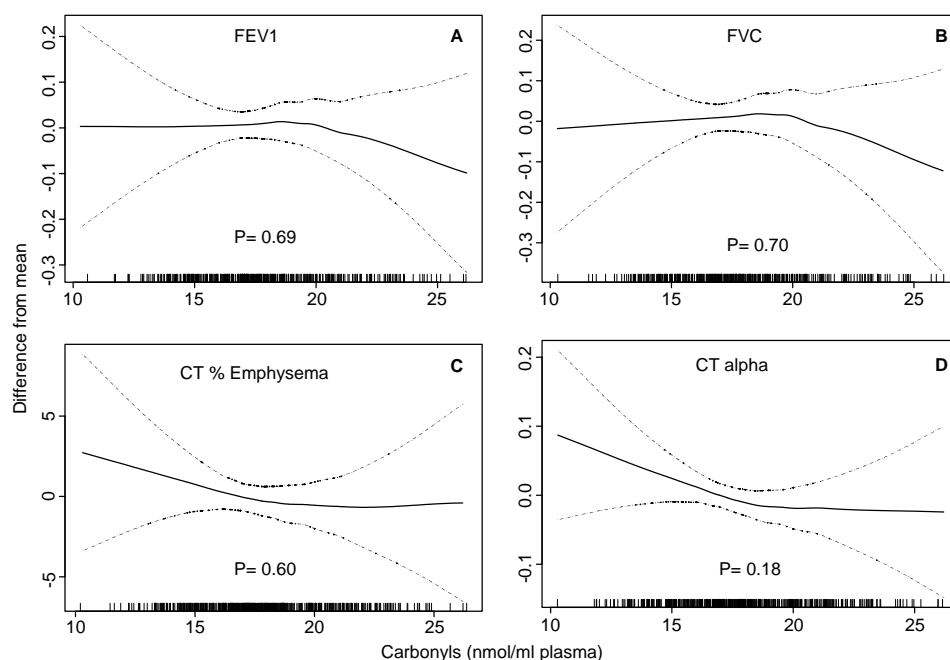 Difference from mean
FEV1
A
0.2
0.1
0.0
-0.1
-0.2
-0.3
P= 0.69
10 15 20 25
FVC
B
0.2
0.1
0.0
-0.1
-0.2
-0.3
P= 0.70
10 15 20 25
CT % Emphysema
C
5
0
-5
P= 0.60
10 15 20 25
CT alpha
D
0.2
0.1
0.0
-0.1
P= 0.18
10 15 20 25
Carbonyls (nmol/ml plasma)